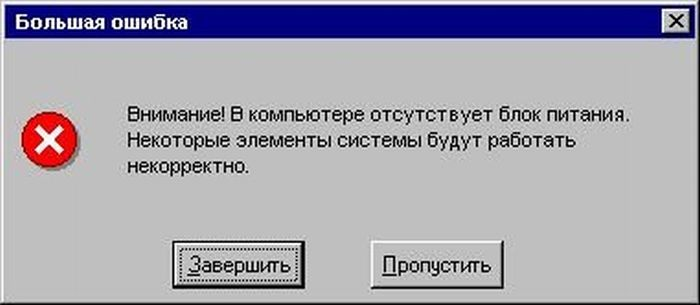 Большая ошибка
Внимание! В компьютере отсутствует блок питания.
Некоторые элементы системы будут работать
некорректно.
Завершить
Пропустить